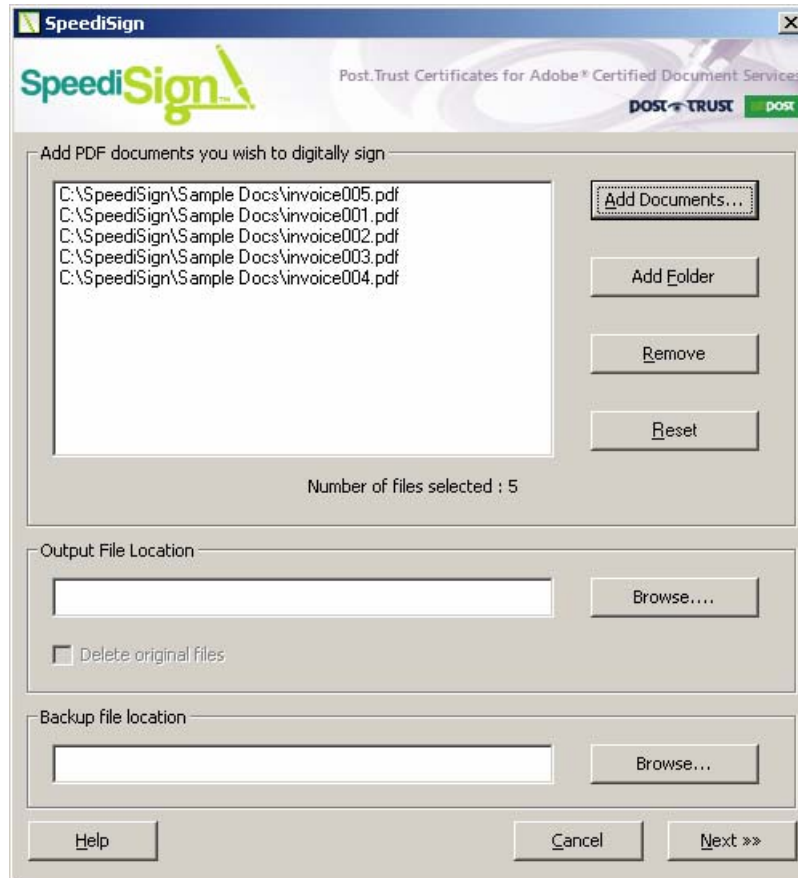 SpeediSign
SpeediSign™
Post.Trust Certificates for Adobe® Certified Document Services
POST TRUST
post
Add PDF documents you wish to digitally sign
C:\SpeediSign\Sample Docs\invoice005.pdf
C:\SpeediSign\Sample Docs\invoice001.pdf
C:\SpeediSign\Sample Docs\invoice002.pdf
C:\SpeediSign\Sample Docs\invoice003.pdf
C:\SpeediSign\Sample Docs\invoice004.pdf
Add Documents...
Add Folder
Remove
Reset
Number of files selected : 5
Output File Location
Browse....
Delete original files
Backup file location
Browse...
Help
Cancel
Next »»